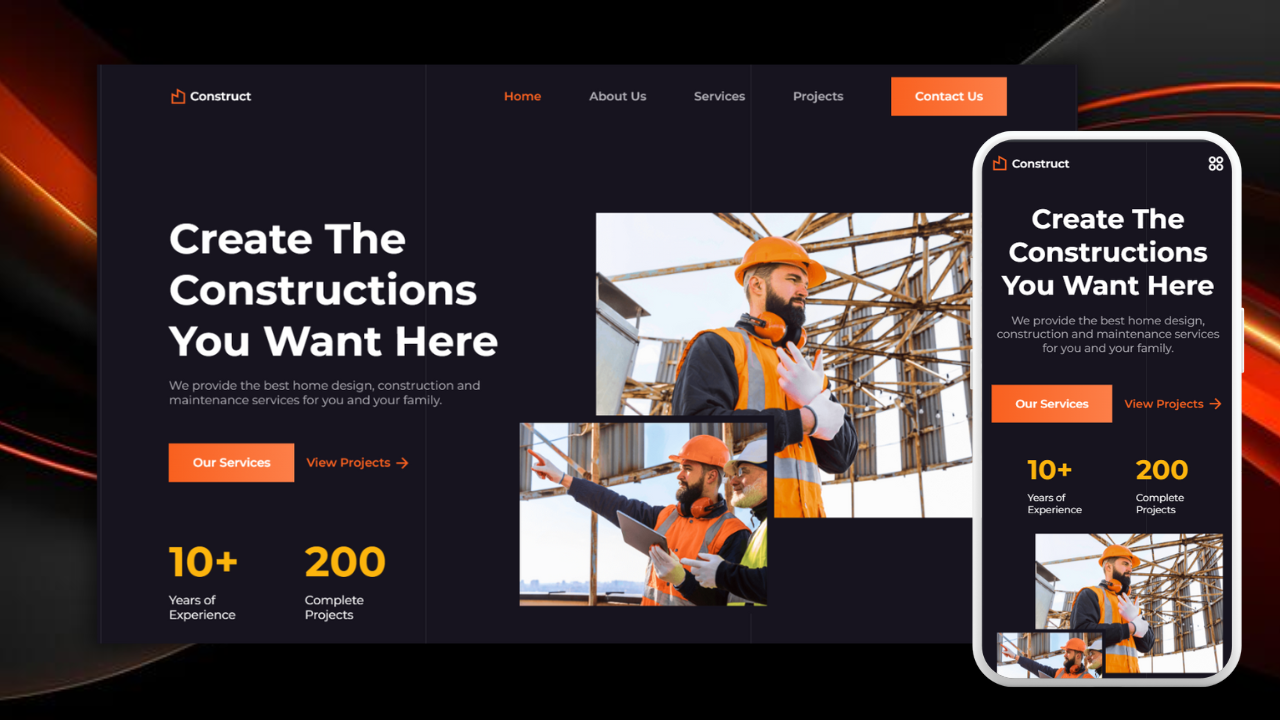 Construct
Home
About Us
Services
Projects
Contact Us
Create The
Constructions
You Want Here
We provide the best home design, construction and
maintenance services for you and your family.
Our Services
View Projects
10+
200
Years of
Experience
Complete
Projects
Construct
Create The
Constructions
You Want Here
We provide the best home design,
construction and maintenance services
for you and your family.
Our Services
View Projects
10+
200
Years of
Experience
Complete
Projects